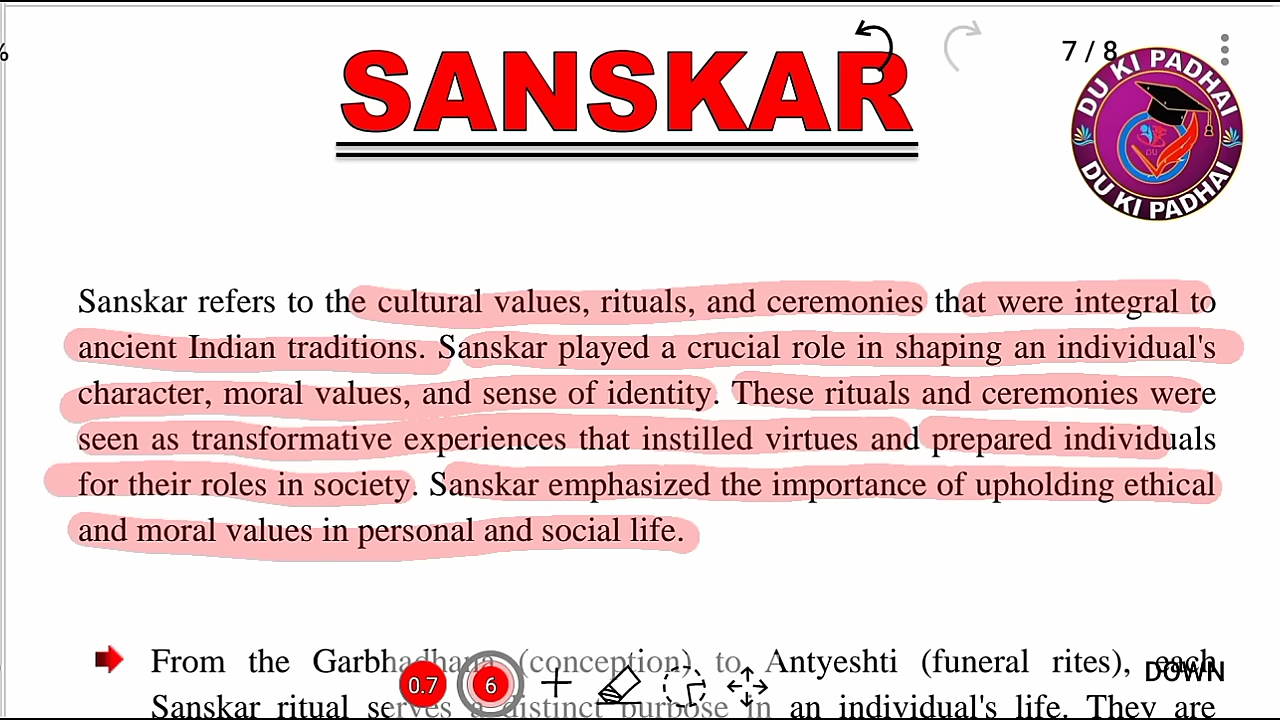 %
SANSKAR
7 / 8
DU KI PADHAI
DU
DU KI PADHAI
Sanskar refers to the cultural values, rituals, and ceremonies that were integral to
ancient Indian traditions. Sanskar played a crucial role in shaping an individual's
character, moral values, and sense of identity. These rituals and ceremonies were
seen as transformative experiences that instilled virtues and prepared individuals
for their roles in society. Sanskar emphasized the importance of upholding ethical
and moral values in personal and social life.
From the Garbhadhana (conception) to Antyeshti (funeral rites), each
DOWN
0.7
6
Sanskar ritual serves a distinct purpose in an individual's life. They are